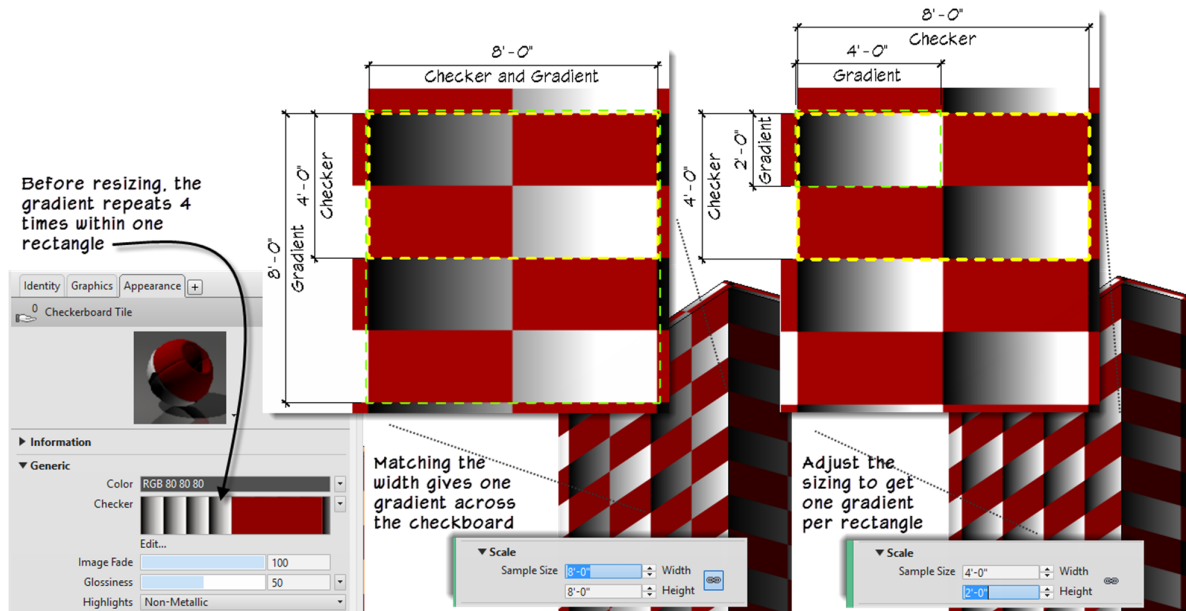 8'-0"
Checker and Gradient
8'-0"
Gradient
4'-0"
Checker
8'-0"
Checker
4'-0"
Gradient
4'-0"
Checker
2'-0"
Gradient
Before resizing, the
gradient repeats 4
times within one
rectangle
Identity Graphics Appearance +
0
Checkerboard Tile
Information
Generic
Color RGB 80 80 80
Checker
Edit...
Image Fade 100
Glossiness 50
Highlights Non-Metallic
Matching the
width gives one
gradient across
the checkboard
Scale
Sample Size 8'-0" Width
8'-0" Height
Adjust the
sizing to get
one gradient
per rectangle
Scale
Sample Size 4'-0" Width
2'-0" Height